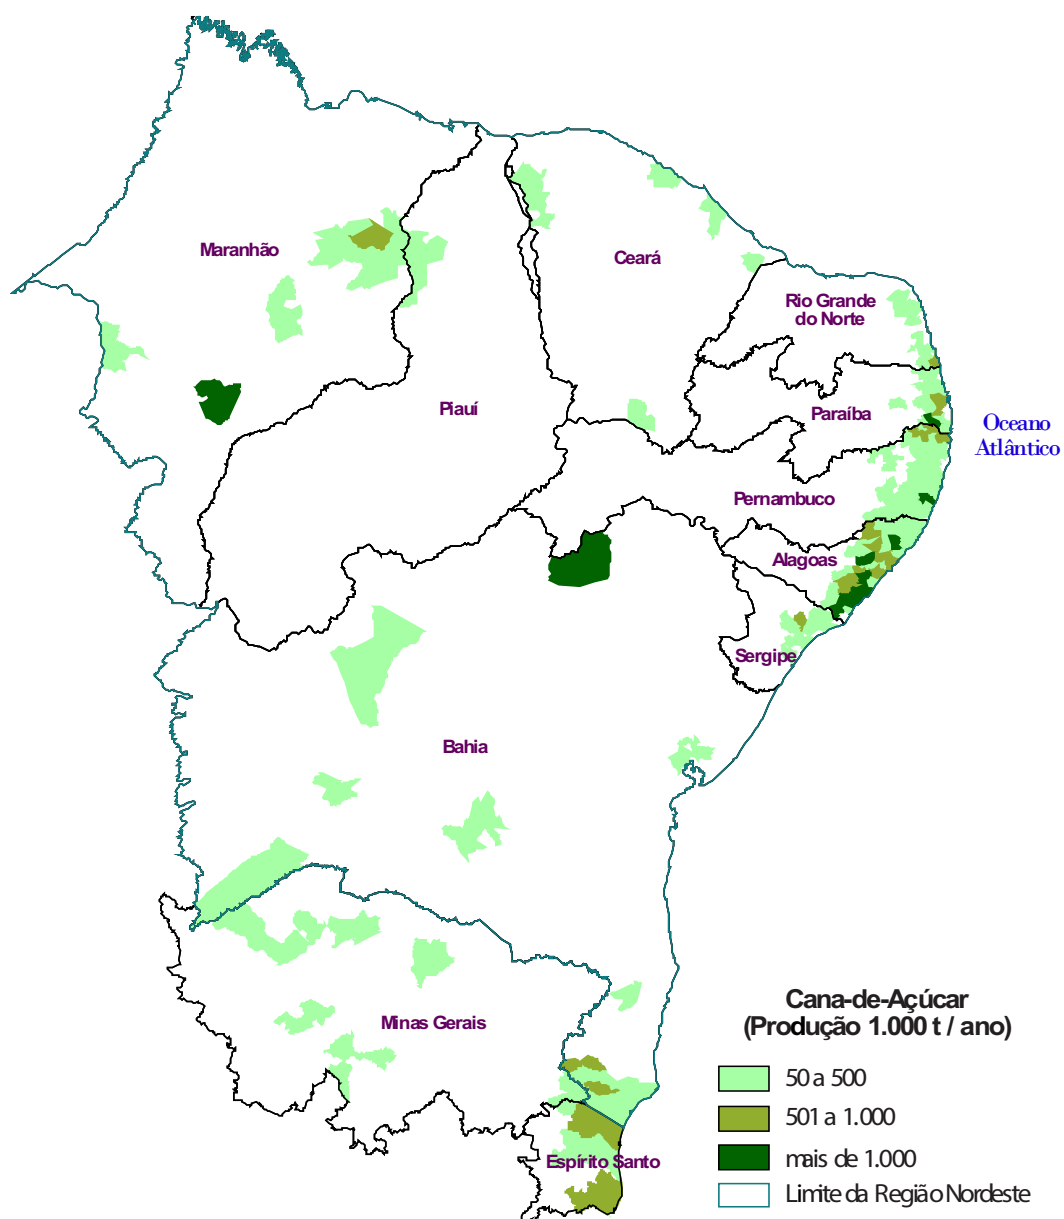 Maranhão
Ceará
Rio Grande
do Norte
Piauí
Paraíba
Oceano
Atlântico
Pernambuco
Alagoas
Sergipe
Bahia
Minas Gerais
Espírito Santo
Cana-de-Açúcar
(Produção 1.000 t / ano)
50 a 500
501 a 1.000
mais de 1.000
Limite da Região Nordeste